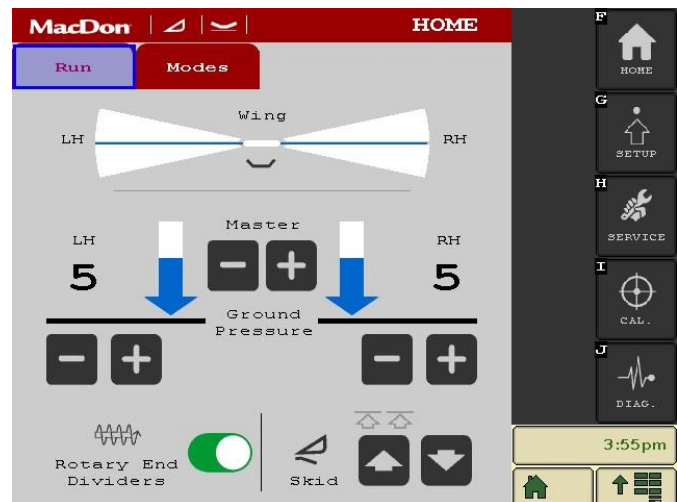 MacDon
HOME
Run
Modes
Wing
LH
RH
Master
LH
RH
5
5
Ground
Pressure
Rotary End
Dividers
Skid
F
HOME
G
SETUP
H
SERVICE
I
CAL.
J
DIAG.
3:55pm